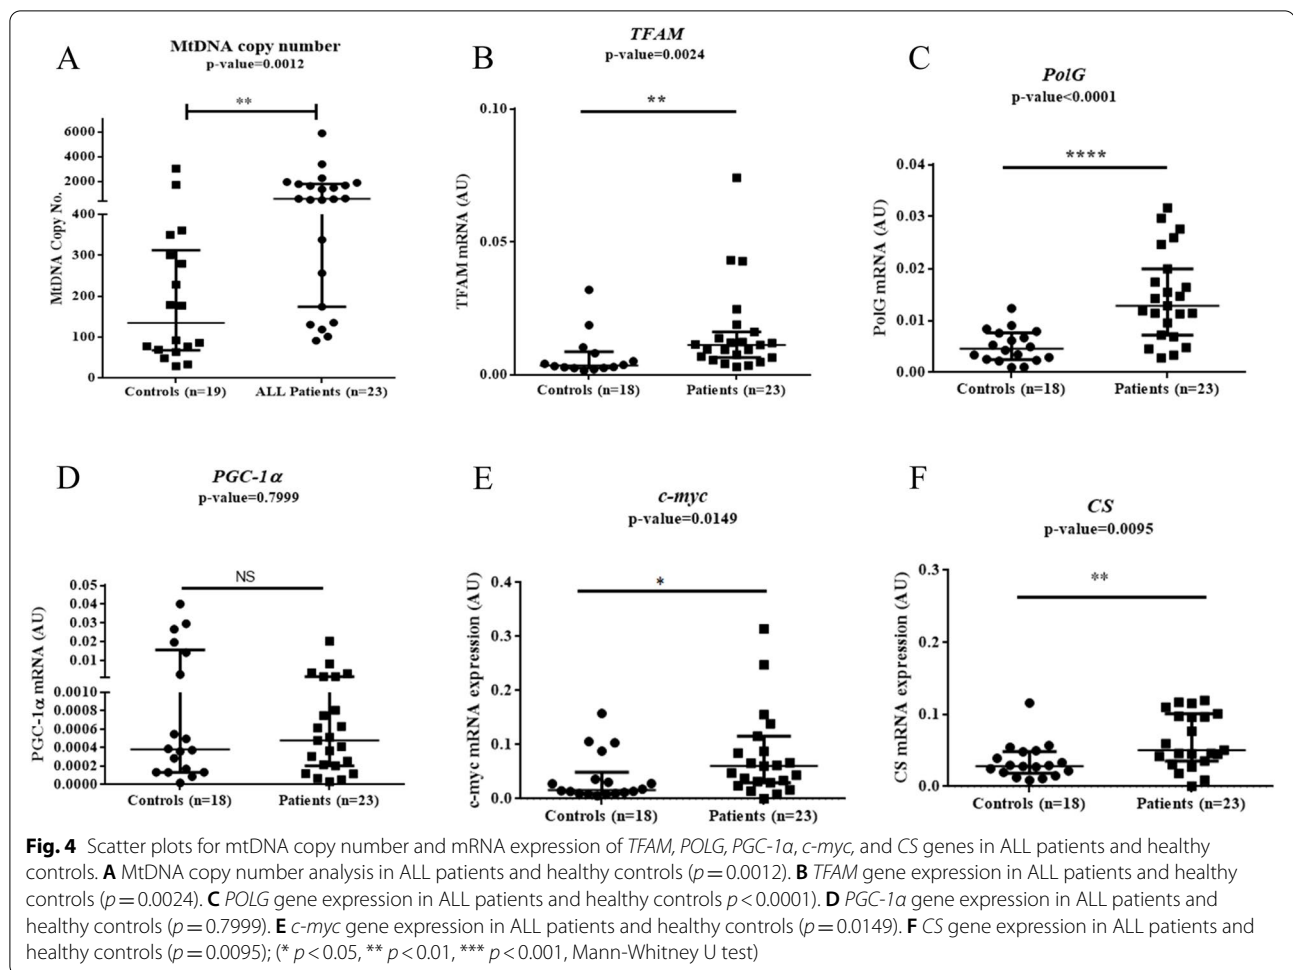 A
MtDNA copy number
p-value=0.0012
**
MtDNA Copy No.
6000
4000
2000
400
300
200
100
0
Controls (n=19)
ALL Patients (n=23)
B
TFAM
p-value=0.0024
**
TFAM mRNA (AU)
0.10
0.05
0.00
Controls (n=18)
Patients (n=23)
C
PolG
p-value<0.0001
****
PolG mRNA (AU)
0.04
0.03
0.02
0.01
0.00
Controls (n=18)
Patients (n=23)
D
PGC-1α
p-value=0.7999
NS
PGC-1α mRNA (AU)
0.05
0.04
0.03
0.02
0.01
0.0010
0.0008
0.0006
0.0004
0.0002
0.0000
Controls (n=18)
Patients (n=23)
E
c-myc
p-value=0.0149
*
c-myc mRNA expression (AU)
0.4
0.3
0.2
0.1
0.0
Controls (n=18)
Patients (n=23)
F
CS
p-value=0.0095
**
CS mRNA expression (AU)
0.3
0.2
0.1
0.0
Controls (n=18)
Patients (n=23)
Fig. 4 Scatter plots for mtDNA copy number and mRNA expression of TFAM, POLG, PGC-1α, c-myc, and CS genes in ALL patients and healthy
controls. A MtDNA copy number analysis in ALL patients and healthy controls (p = 0.0012). B TFAM gene expression in ALL patients and healthy
controls (p = 0.0024). C POLG gene expression in ALL patients and healthy controls p < 0.0001). D PGC-1α gene expression in ALL patients and
healthy controls (p = 0.7999). E c-myc gene expression in ALL patients and healthy controls (p = 0.0149). F CS gene expression in ALL patients and
healthy controls (p = 0.0095); (* p < 0.05, ** p < 0.01, *** p < 0.001, Mann-Whitney U test)